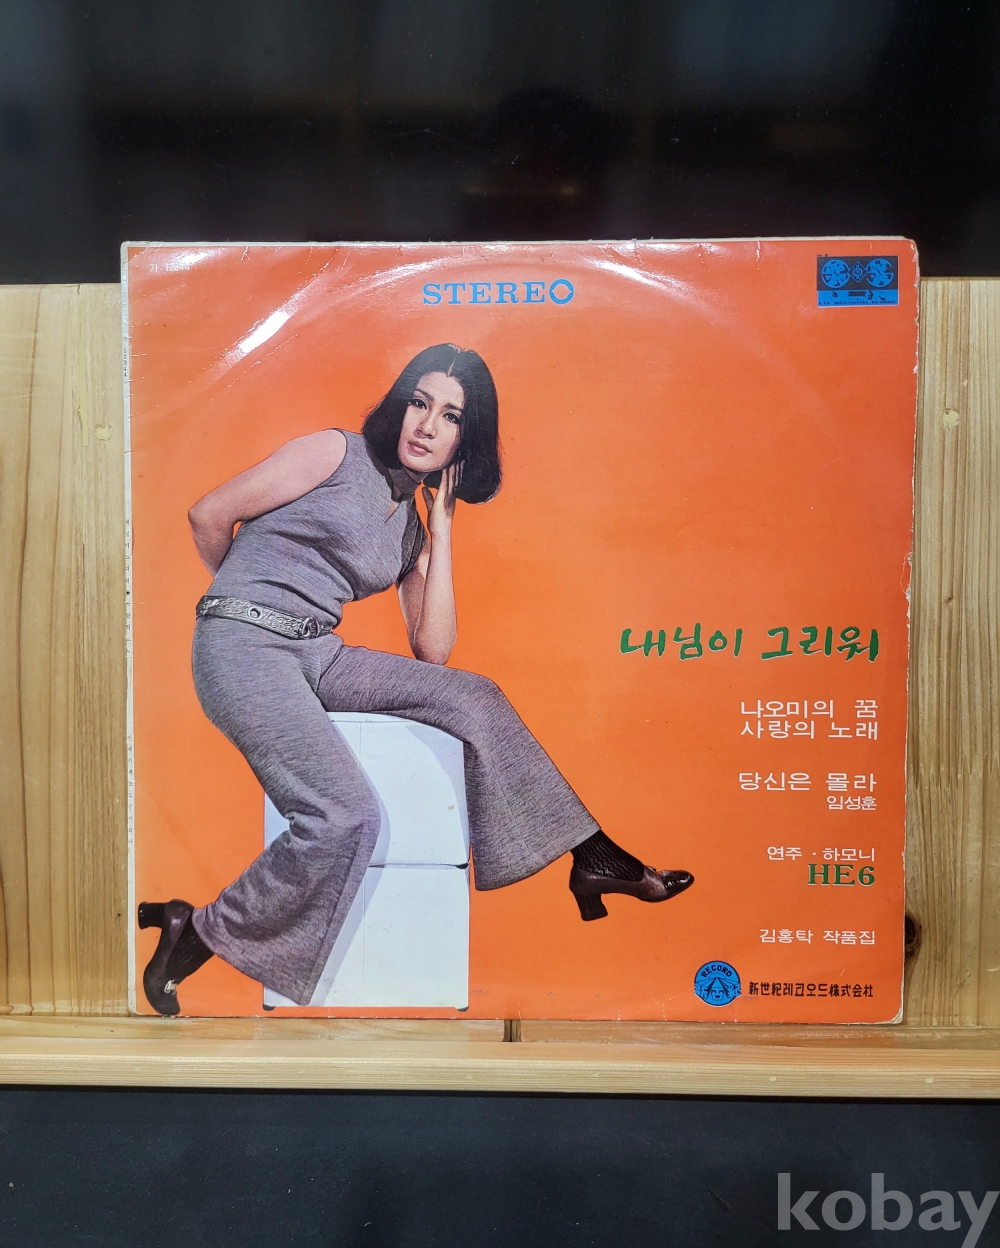 가 12344
STEREO
내님이 그리워
나오미의 꿈
사랑의 노래
당신은 몰라
임성훈
연주 · 하모니
HE6
김홍탁 작품집
RECORD
新世紀레코오드株式会社
kobay